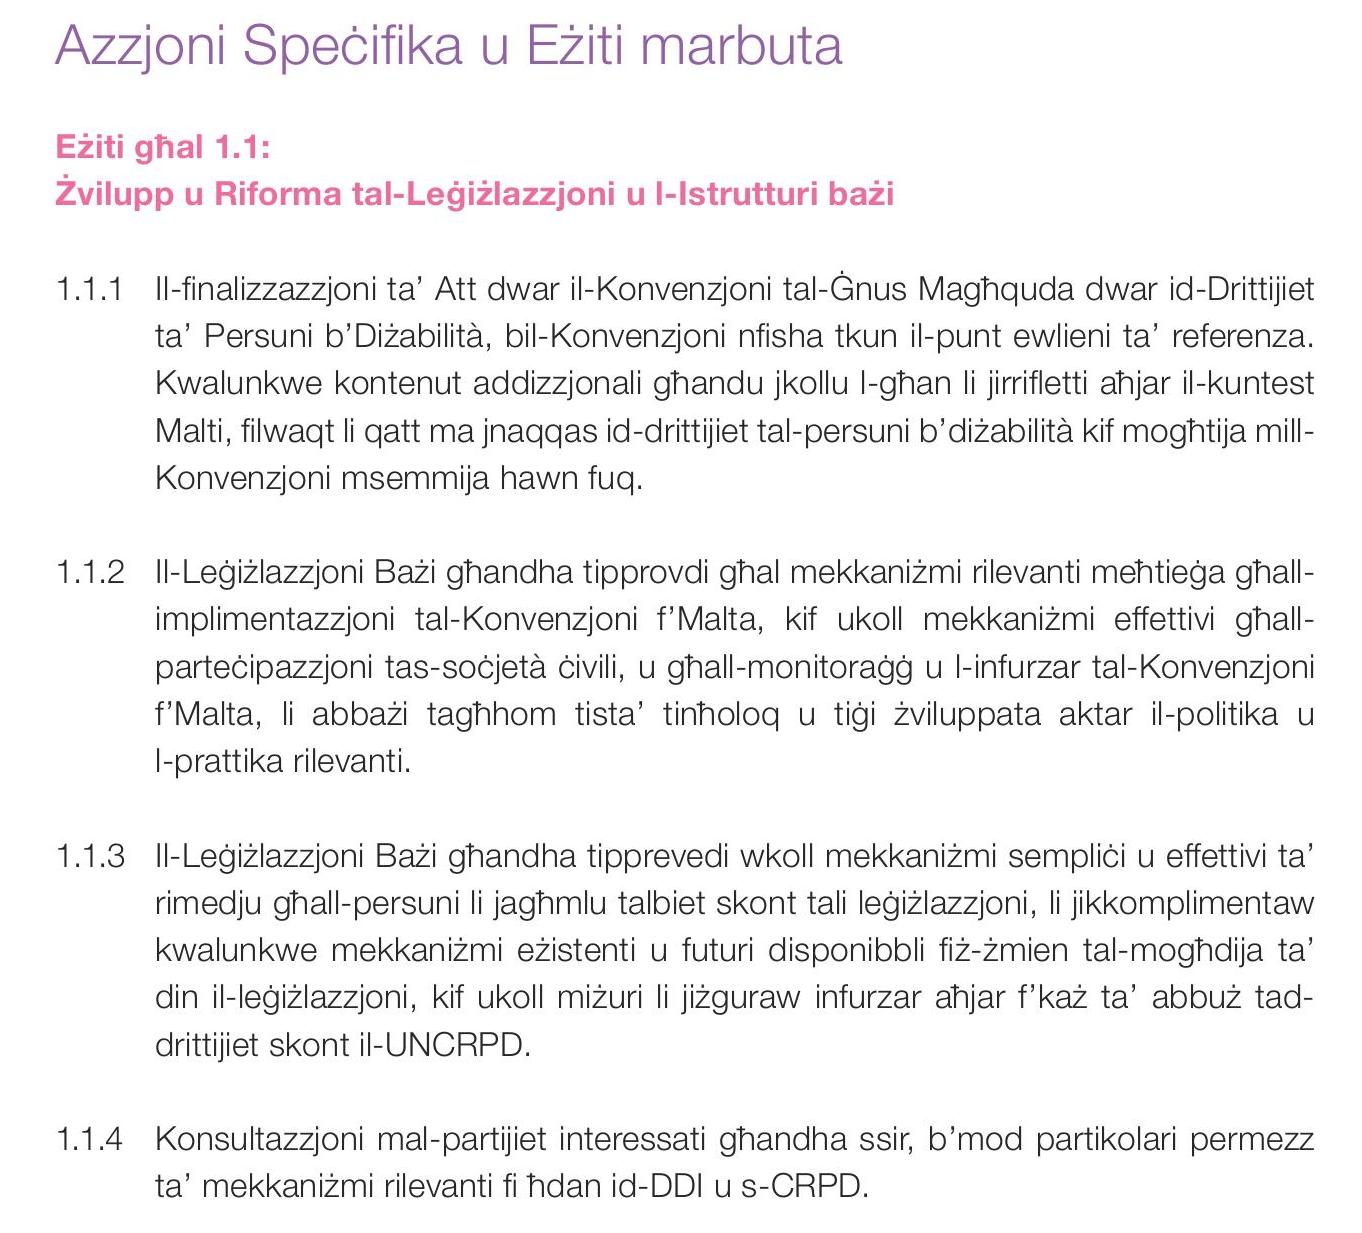 Azzjoni Speċifika u Eżiti marbuta
Eżiti għal 1.1:
Żvilupp u Riforma tal-Leġiżlazzjoni u l-Istrutturi bażi
1.1.1 Il-finalizzazzjoni ta’ Att dwar il-Konvenzjoni tal-Ġnus Magħquda dwar id-Drittijiet
ta’ Persuni b’Diżabilità, bil-Konvenzjoni nfisha tkun il-punt ewlieni ta’ referenza.
Kwalunkwe kontenut addizzjonali għandu jkollu l-għan li jirrifletti aħjar il-kuntest
Malti, filwaqt li qatt ma jnaqqas id-drittijiet tal-persuni b’diżabilità kif mogħtija mill-
Konvenzjoni msemmija hawn fuq.
1.1.2 Il-Leġiżlazzjoni Bażi għandha tipprovdi għal mekkaniżmi rilevanti meħtieġa għall-
implimentazzjoni tal-Konvenzjoni f’Malta, kif ukoll mekkaniżmi effettivi għall-
parteċipazzjoni tas-soċjetà ċivili, u għall-monitoraġġ u l-infurzar tal-Konvenzjoni
f’Malta, li abbażi tagħhom tista’ tinħoloq u tiġi żviluppata aktar il-politika u
l-prattika rilevanti.
1.1.3 Il-Leġiżlazzjoni Bażi għandha tipprevedi wkoll mekkaniżmi sempliċi u effettivi ta’
rimedju għall-persuni li jagħmlu talbiet skont tali leġiżlazzjoni, li jikkomplimentaw
kwalunkwe mekkaniżmi eżistenti u futuri disponibbli fiż-żmien tal-mogħdija ta’
din il-leġiżlazzjoni, kif ukoll miżuri li jiżguraw infurzar aħjar f’każ ta’ abbuż tad-
drittijiet skont il-UNCRPD.
1.1.4 Konsultazzjoni mal-partijiet interessati għandha ssir, b’mod partikolari permezz
ta’ mekkaniżmi rilevanti fi ħdan id-DDI u s-CRPD.